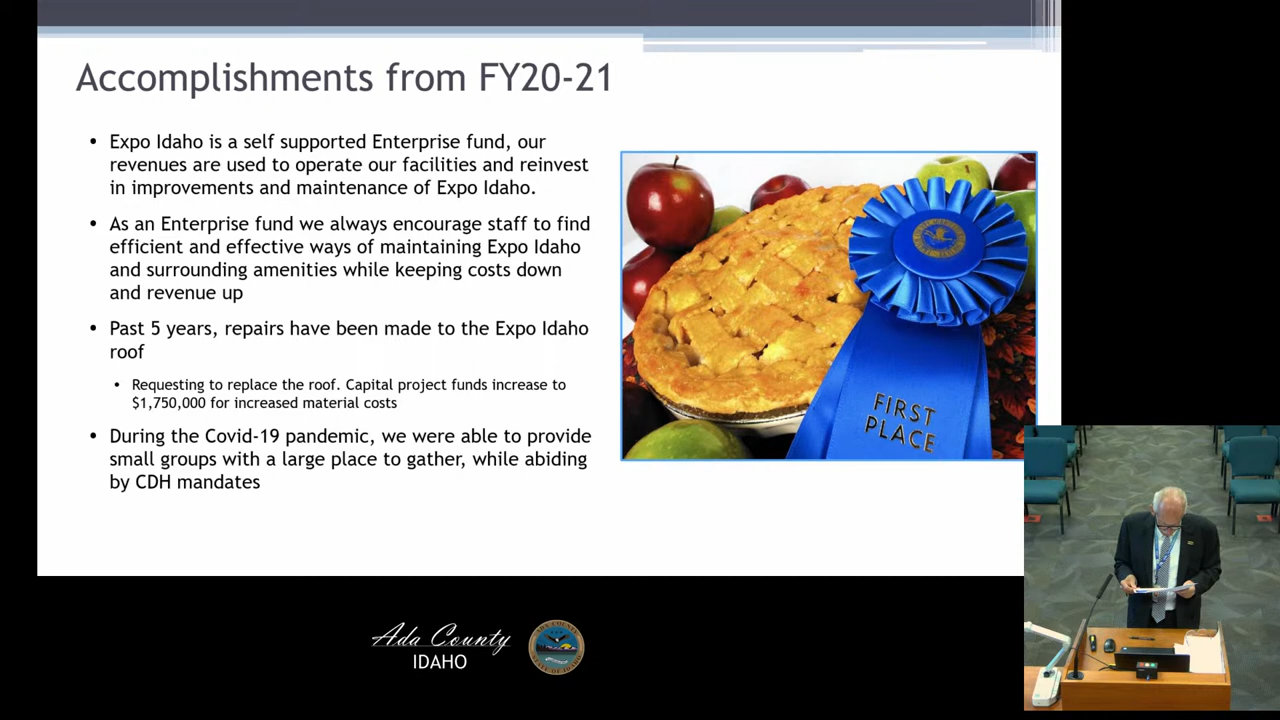 Accomplishments from FY20-21
• Expo Idaho is a self supported Enterprise fund, our
revenues are used to operate our facilities and reinvest
in improvements and maintenance of Expo Idaho.
• As an Enterprise fund we always encourage staff to find
efficient and effective ways of maintaining Expo Idaho
and surrounding amenities while keeping costs down
and revenue up
• Past 5 years, repairs have been made to the Expo Idaho
roof
• Requesting to replace the roof. Capital project funds increase to
$1,750,000 for increased material costs
• During the Covid-19 pandemic, we were able to provide
small groups with a large place to gather, while abiding
by CDH mandates
FIRST
PLACE
Ada County
IDAHO